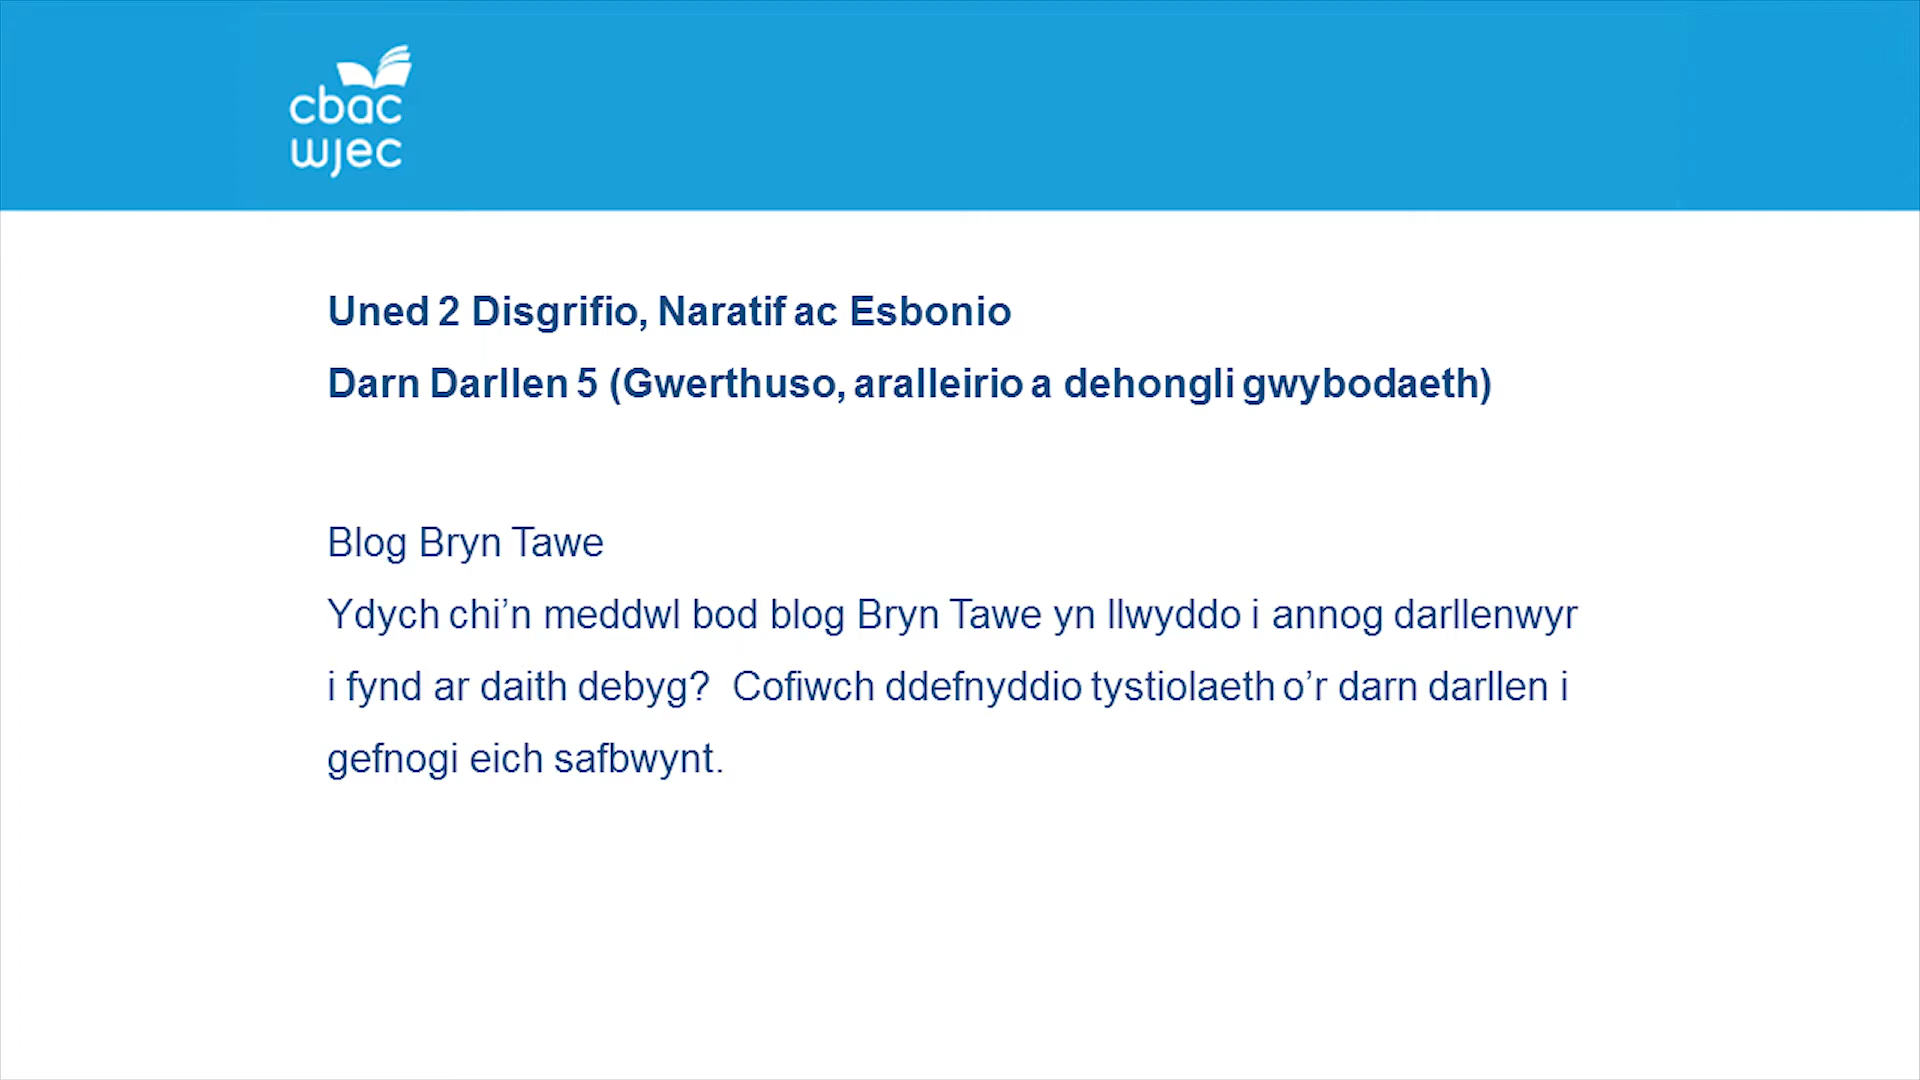 cbac
wjec
Uned 2 Disgrifio, Naratif ac Esbonio
Darn Darllen 5 (Gwerthuso, aralleirio a dehongli gwybodaeth)
Blog Bryn Tawe
Ydych chi’n meddwl bod blog Bryn Tawe yn llwyddo i annog darllenwyr
i fynd ar daith debyg?  Cofiwch ddefnyddio tystiolaeth o’r darn darllen i
gefnogi eich safbwynt.